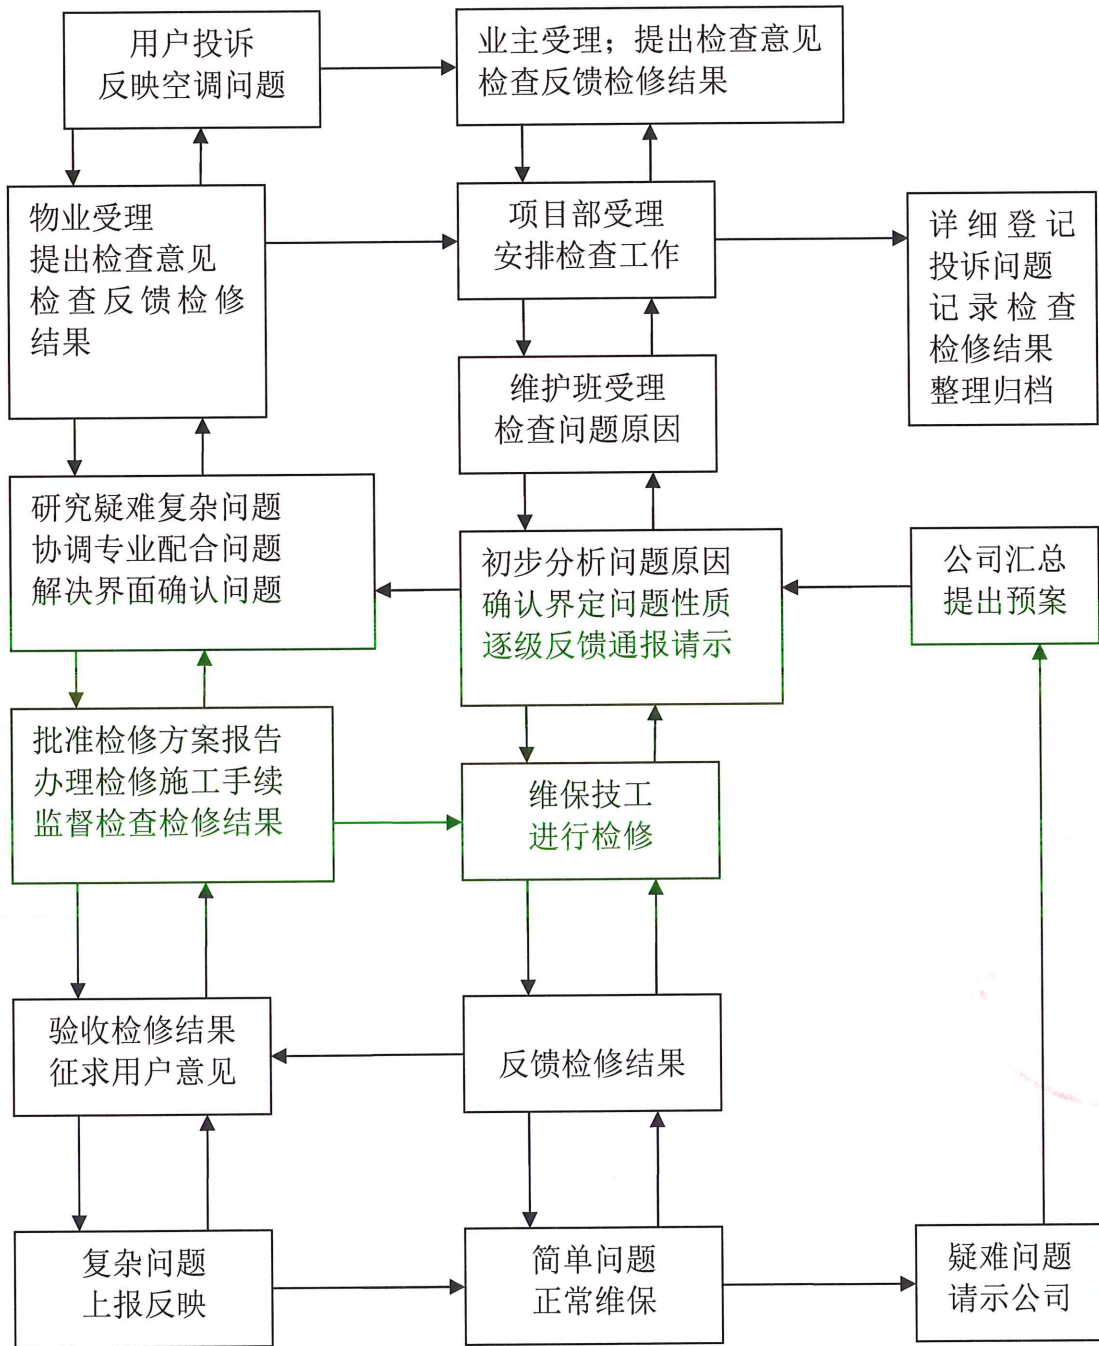 用户投诉
反映空调问题
业主受理；提出检查意见
检查反馈检修结果
物业受理
提出检查意见
检查反馈检修
结果
项目部受理
安排检查工作
详细登记
投诉问题
记录检查
检修结果
整理归档
维护班受理
检查问题原因
研究疑难复杂问题
协调专业配合问题
解决界面确认问题
初步分析问题原因
确认界定问题性质
逐级反馈通报请示
公司汇总
提出预案
批准检修方案报告
办理检修施工手续
监督检查检修结果
维保技工
进行检修
验收检修结果
征求用户意见
反馈检修结果
复杂问题
上报反映
简单问题
正常维保
疑难问题
请示公司